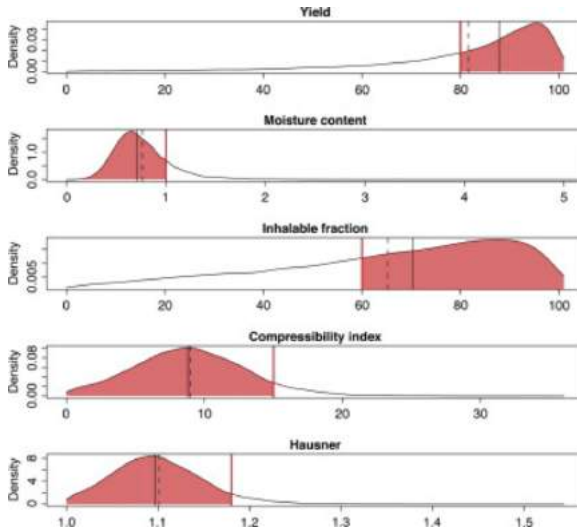 Yield
Density
0.00 0.03
0 20 40 60 80 100
Moisture content
Density
0.0 1.0
0 1 2 3 4 5
Inhalable fraction
Density
0.005
0 20 40 60 80 100
Compressibility index
Density
0.00 0.08
0 10 20 30
Hausner
Density
0 4 8
1.0 1.1 1.2 1.3 1.4 1.5